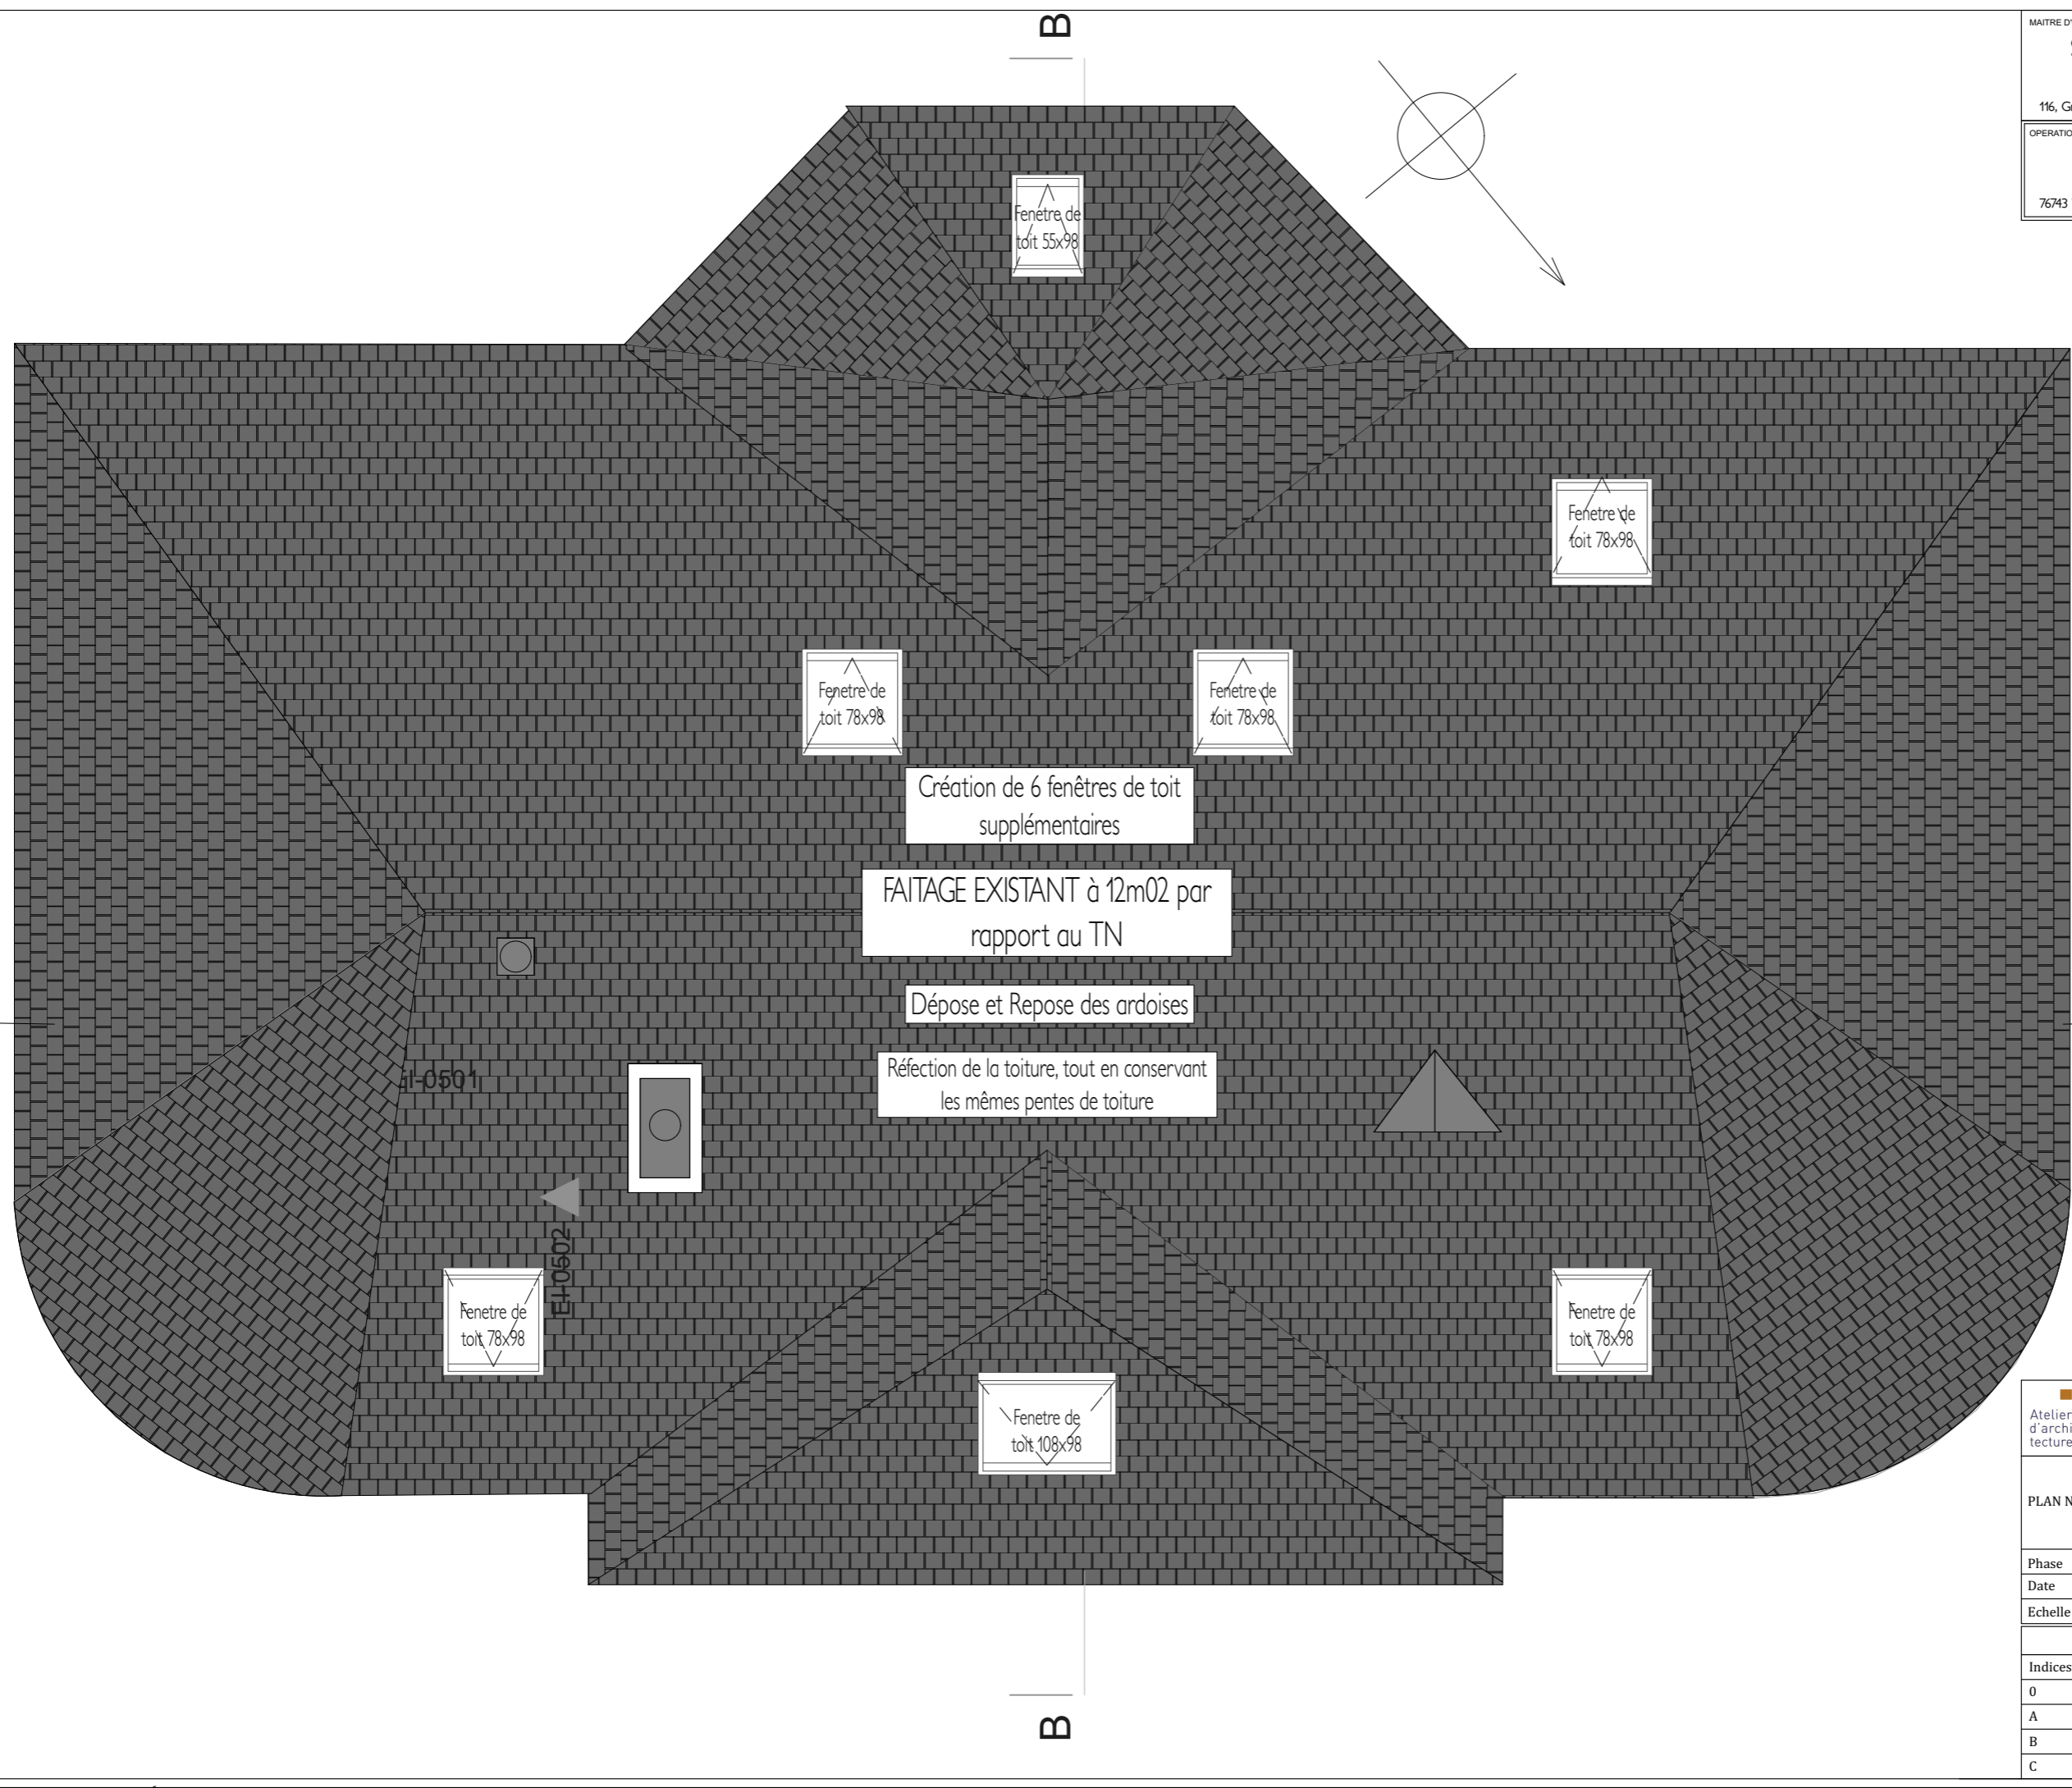 B
MAITRE D'
116, G
OPERATIO
76743
Fenetre de
toit 55x98
Fenetre de
toit 78x98
Fenetre de
toit 78x98
Fenetre de
toit 78x98
Création de 6 fenêtres de toit
supplémentaires
FAITAGE EXISTANT à 12m02 par
rapport au TN
Dépose et Repose des ardoises
Réfection de la toiture, tout en conservant
les mêmes pentes de toiture
EI-0501
EI-0502
Fenetre de
toit 78x98
Fenetre de
toit 78x98
Fenetre de
toit 108x98
Atelier
d'archi
tecture
PLAN N
Phase
Date
Echelle
Indices
0
A
B
C
B